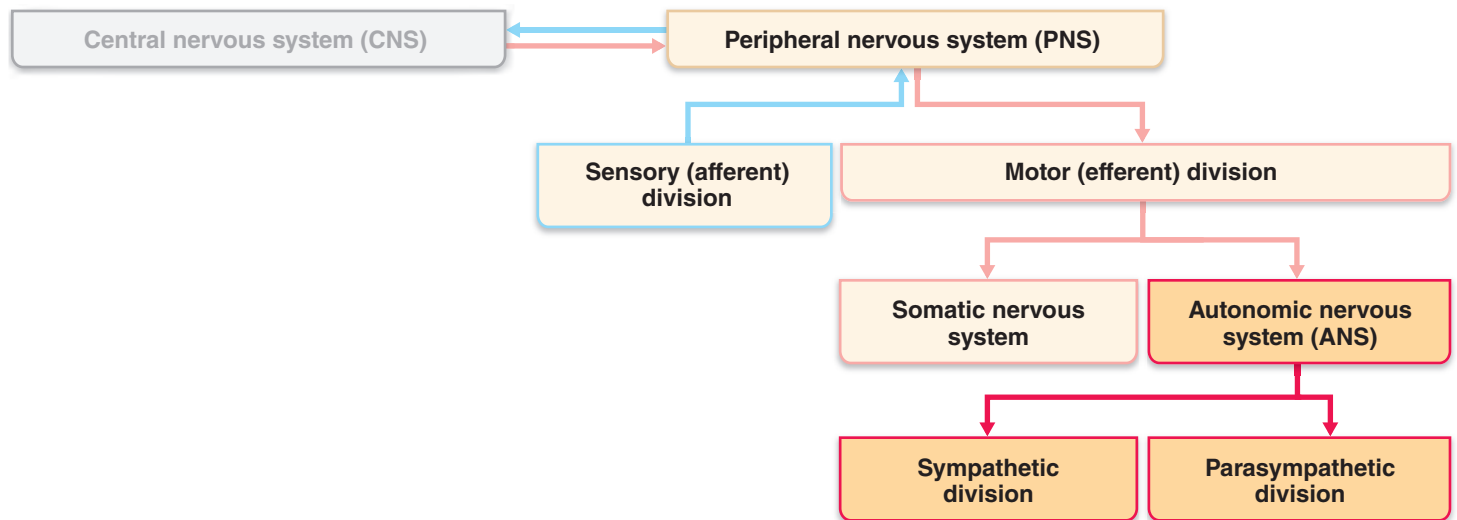 Central nervous system (CNS)
Peripheral nervous system (PNS)
Sensory (afferent)
division
Motor (efferent) division
Somatic nervous
system
Autonomic nervous
system (ANS)
Sympathetic
division
Parasympathetic
division